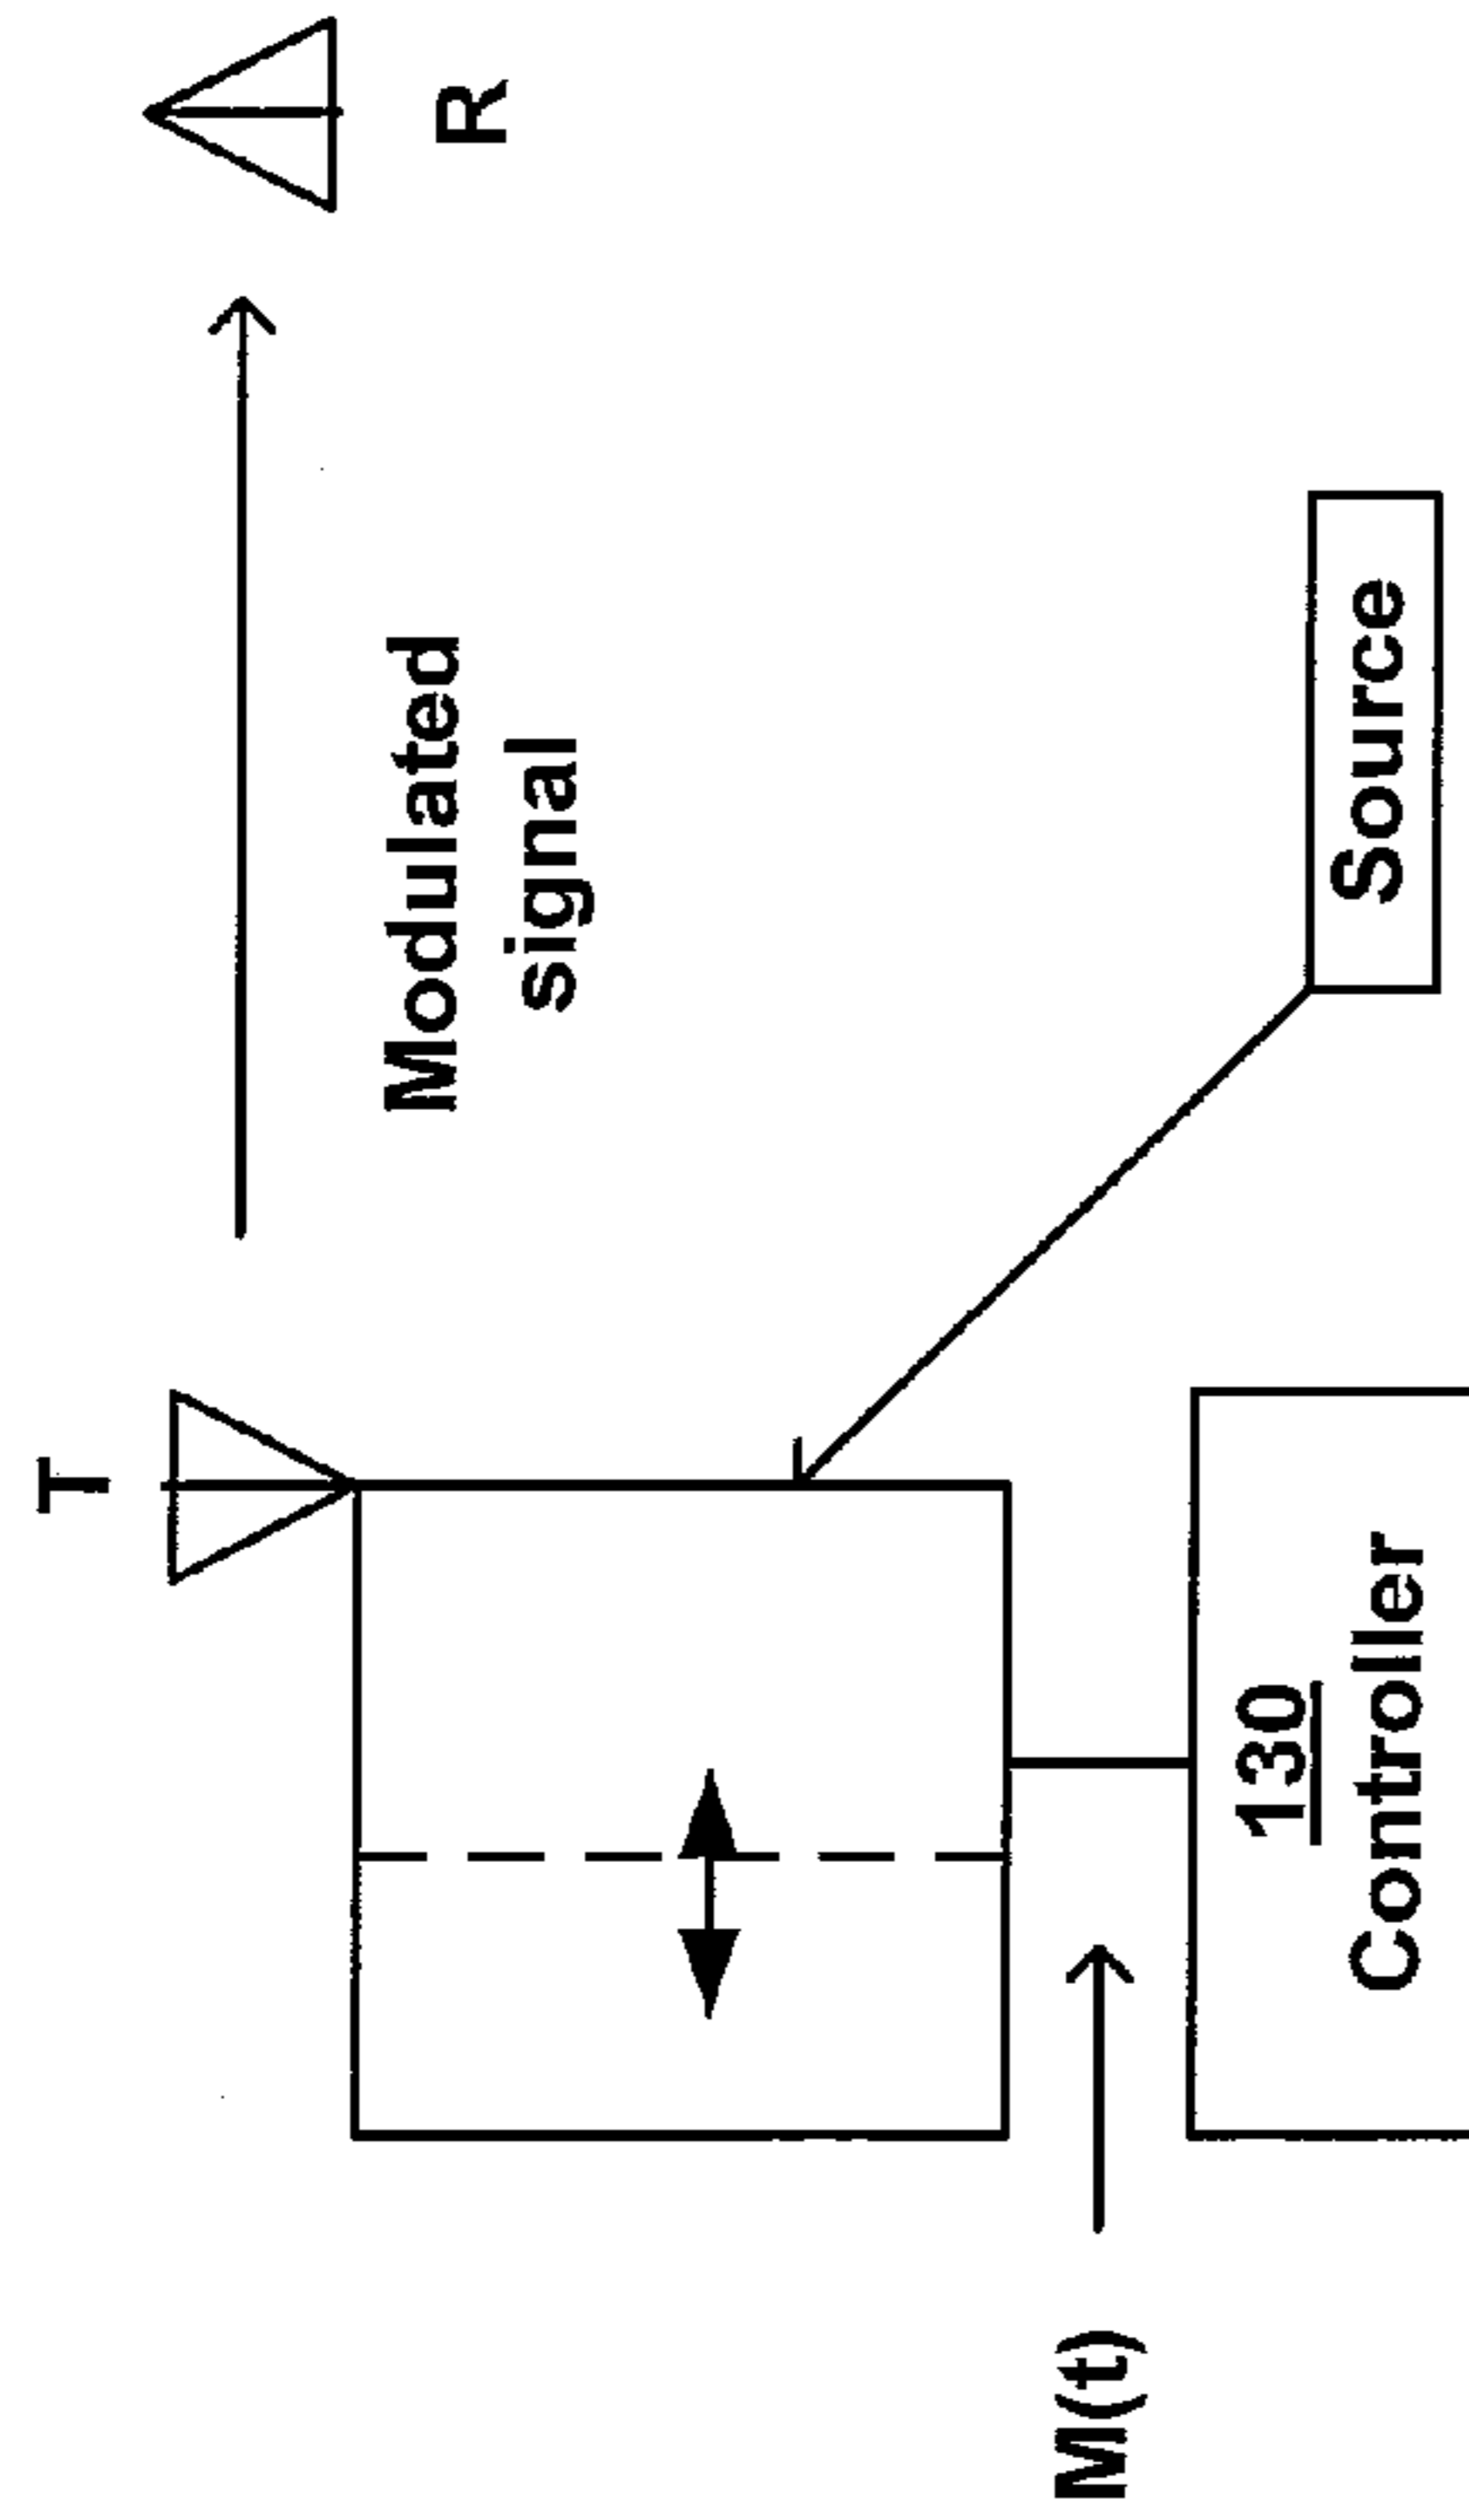 T
R
Modulated
signal
Source
M(t)
130
Controller